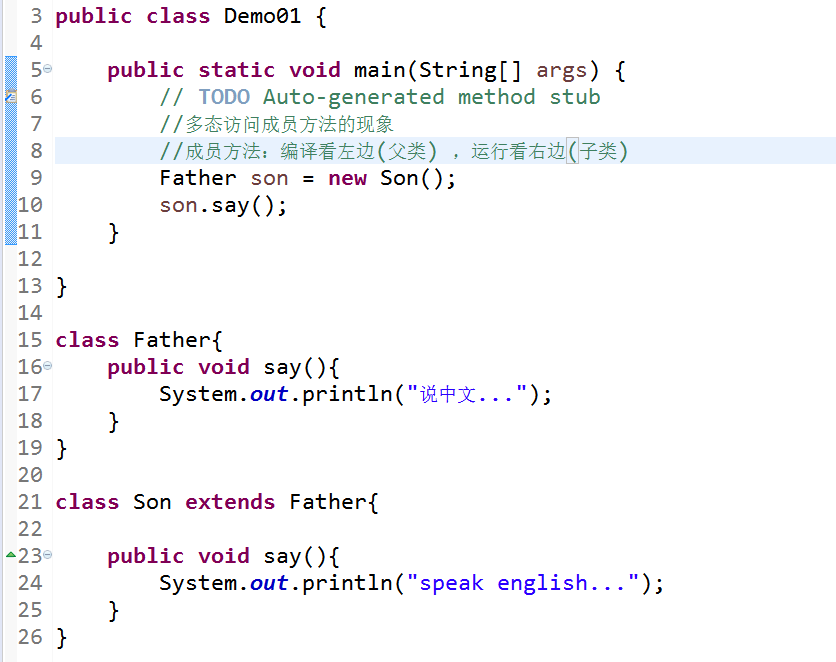 3 public class Demo01 {
4
5 public static void main(String[] args) {
6 // TODO Auto-generated method stub
7 //多态访问成员方法的现象
8 //成员方法: 编译看左边(父类) ，运行看右边(子类)
9 Father son = new Son();
10 son.say();
11 }
12
13 }
14
15 class Father{
16 public void say(){
17 System.out.println("说中文...");
18 }
19 }
20
21 class Son extends Father{
22
23 public void say(){
24 System.out.println("speak english...");
25 }
26 }